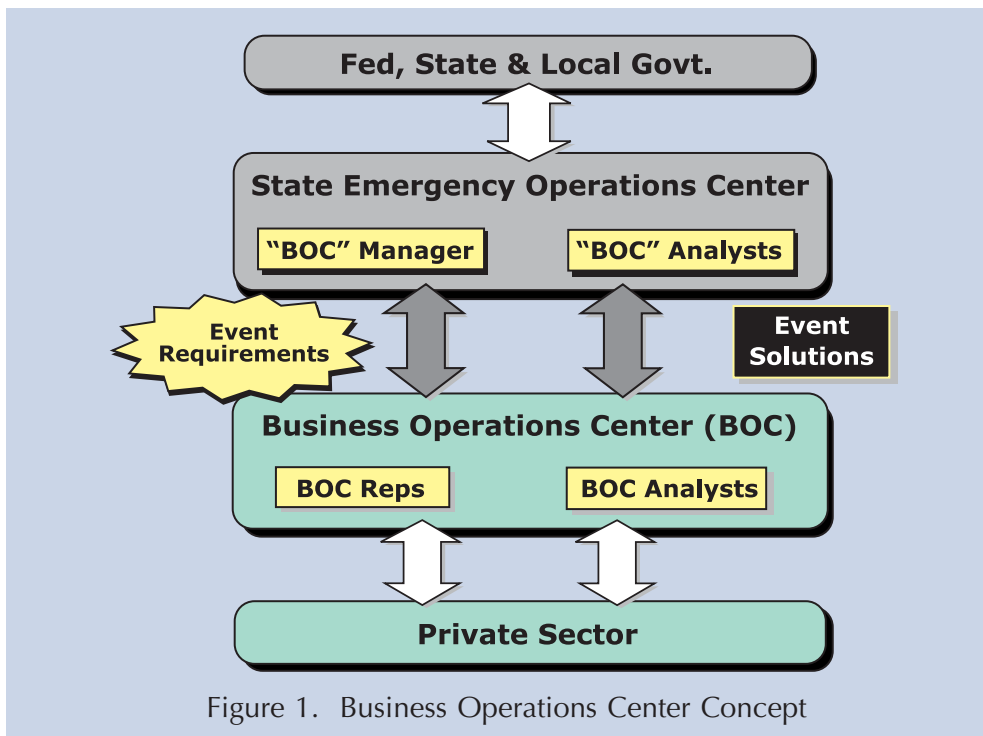 Fed, State & Local Govt.
State Emergency Operations Center
“BOC” Manager
“BOC” Analysts
Event
Requirements
Event
Solutions
Business Operations Center (BOC)
BOC Reps
BOC Analysts
Private Sector
Figure 1. Business Operations Center Concept